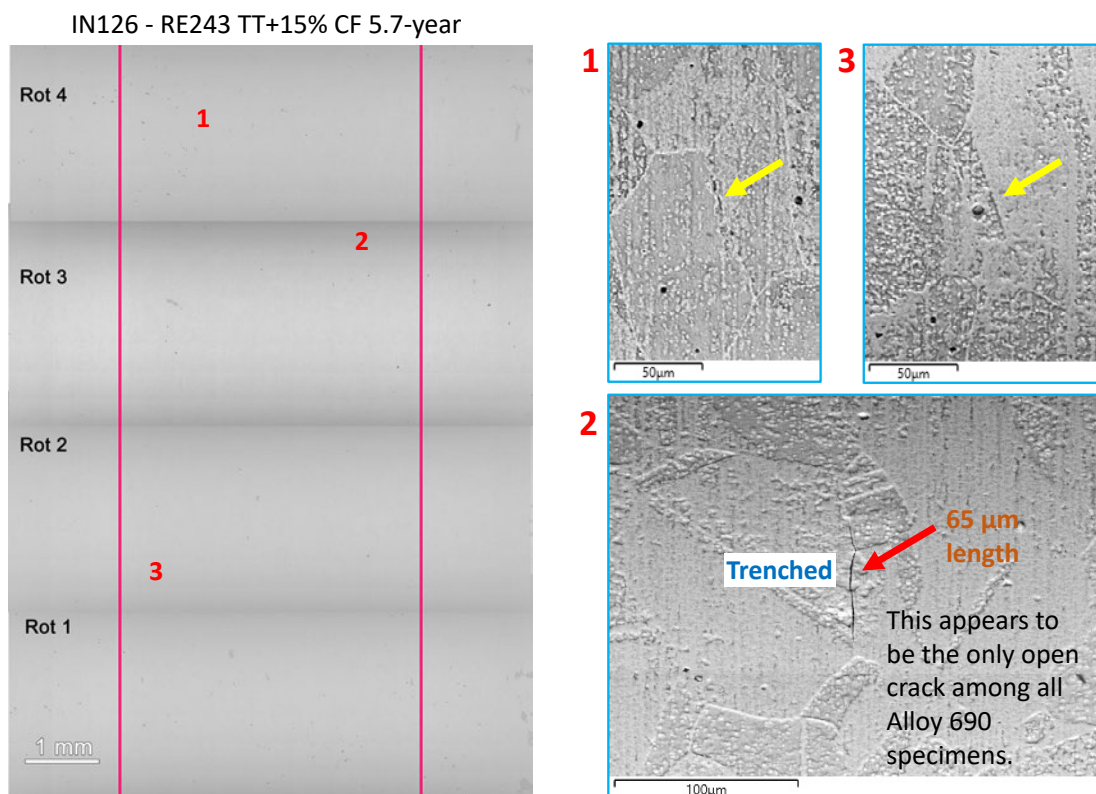 IN126 - RE243 TT+15% CF 5.7-year
Rot 4
1
2
Rot 3
Rot 2
3
Rot 1
1 mm
1
50µm
3
50µm
2
Trenched
65 µm
length
This appears to
be the only open
crack among all
Alloy 690
specimens.
100µm